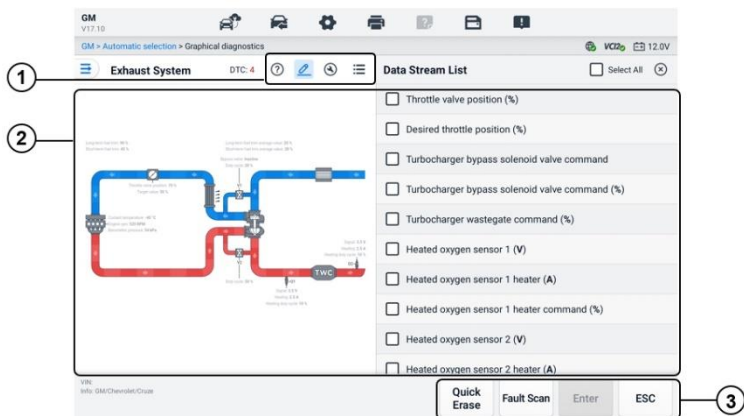 GM
V17.10
GM > Automatic selection > Graphical diagnostics
VCI
12.0V
Exhaust System
DTC: 4
Data Stream List
Select All
1
2
Throttle valve position (%)
Desired throttle position (%)
Turbocharger bypass solenoid valve command
Turbocharger bypass solenoid valve command (%)
Turbocharger wastegate command (%)
Heated oxygen sensor 1 (V)
Heated oxygen sensor 1 heater (A)
Heated oxygen sensor 1 heater command (%)
Heated oxygen sensor 2 (V)
Heated oxygen sensor 2 heater (A)
TWC
VIN:
Info: GM/Chevrolet/Cruze
Quick
Erase
Fault Scan
Enter
ESC
3